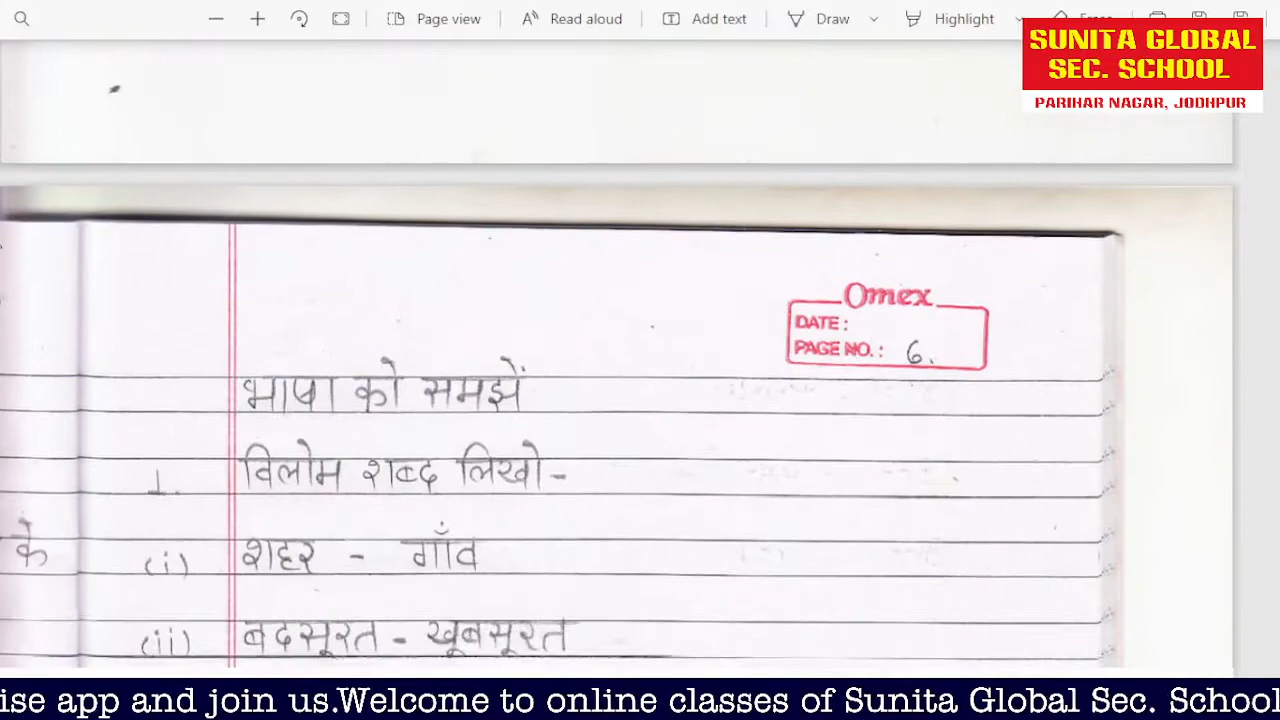 Page view
Read aloud
Add text
Draw
Highlight
SUNITA GLOBAL
SEC. SCHOOL
PARIHAR NAGAR, JODHPUR
Omex
DATE :
PAGE NO. : 6.
भाषा को समझें
1. विलोम शब्द लिखो-
के
(i) शहर - गाँव
(ii) बदसूरत - खूबसूरत
ise app and join us.Welcome to online classes of Sunita Global Sec. School